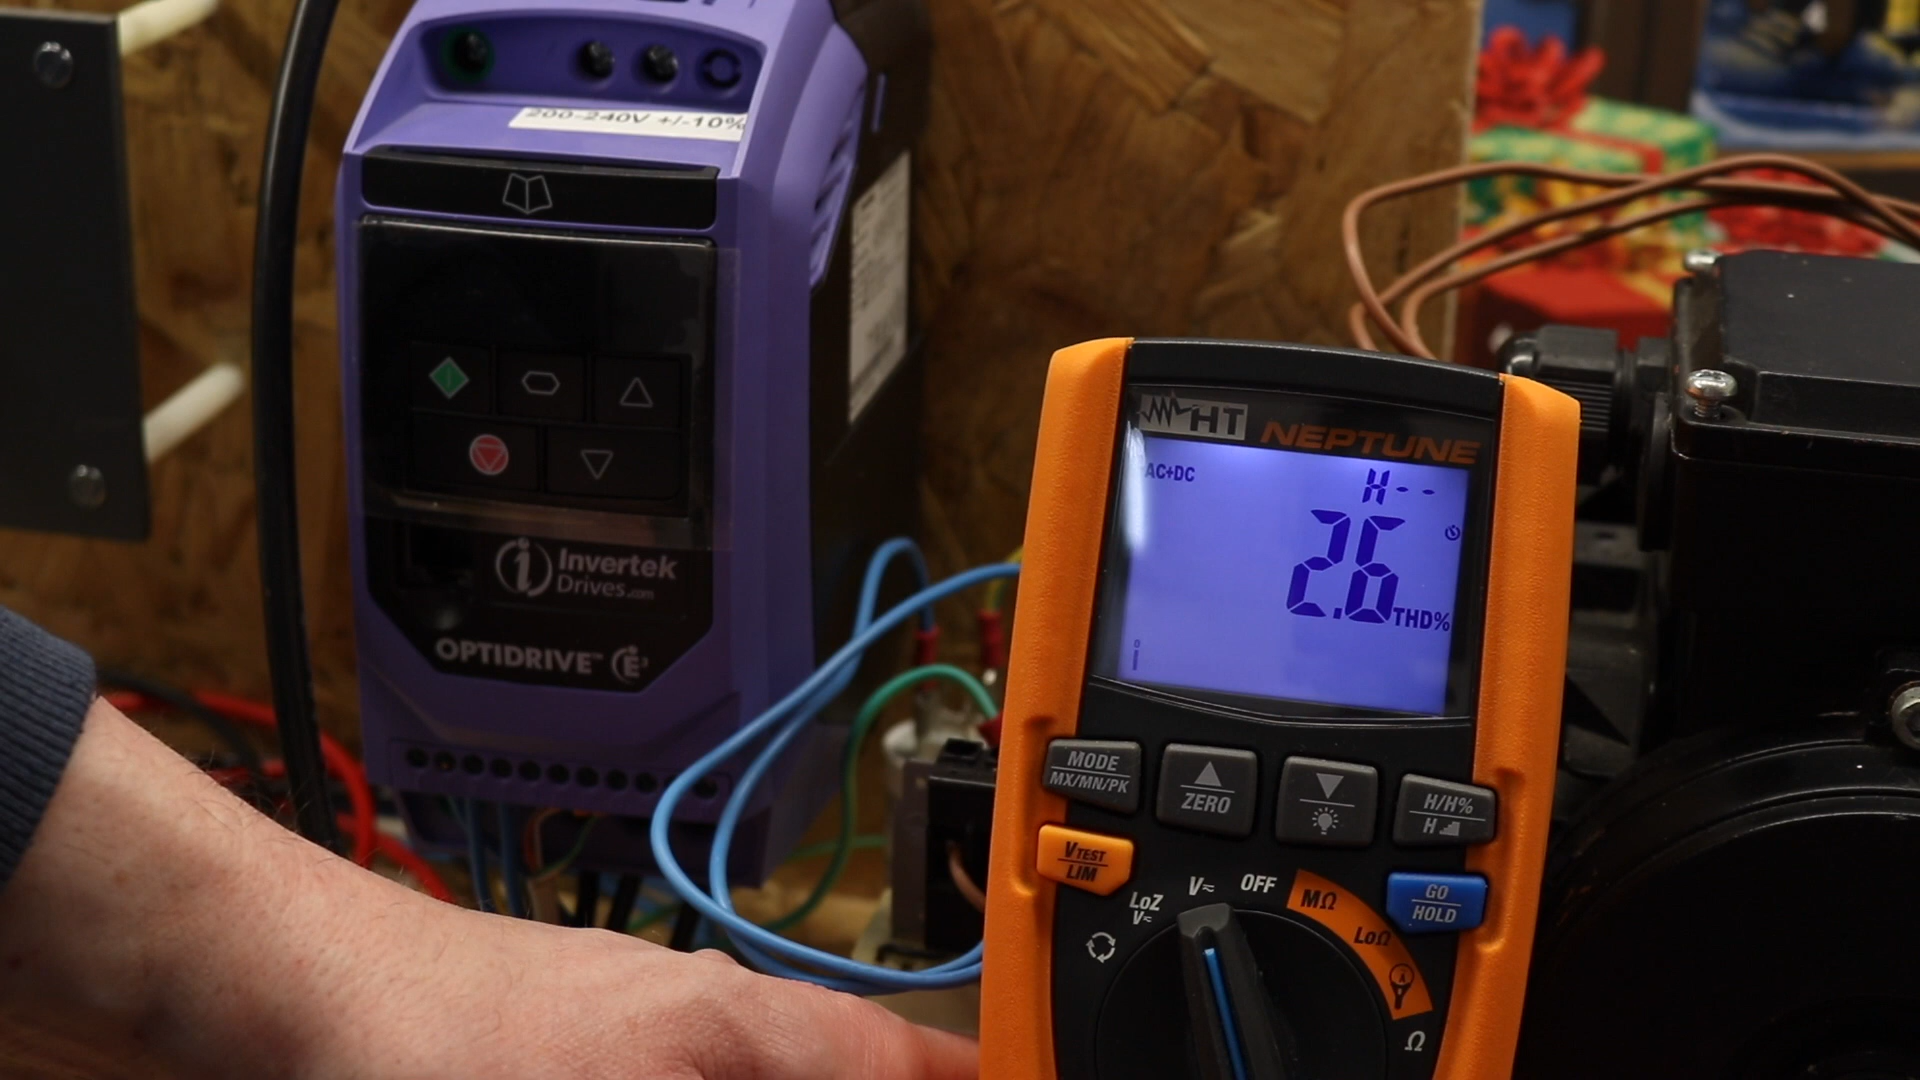 200-240V +/-10%
Invertek
Drives.com
OPTIDRIVE™ E³
HT NEPTUNE
AC+DC
H--
2.6 THD%
MODE
MX/MN/PK
ZERO
H/H%
H
VTEST
LIM
GO
HOLD
LoZ
V≂
V≂
OFF
MΩ
LoΩ
A
Ω